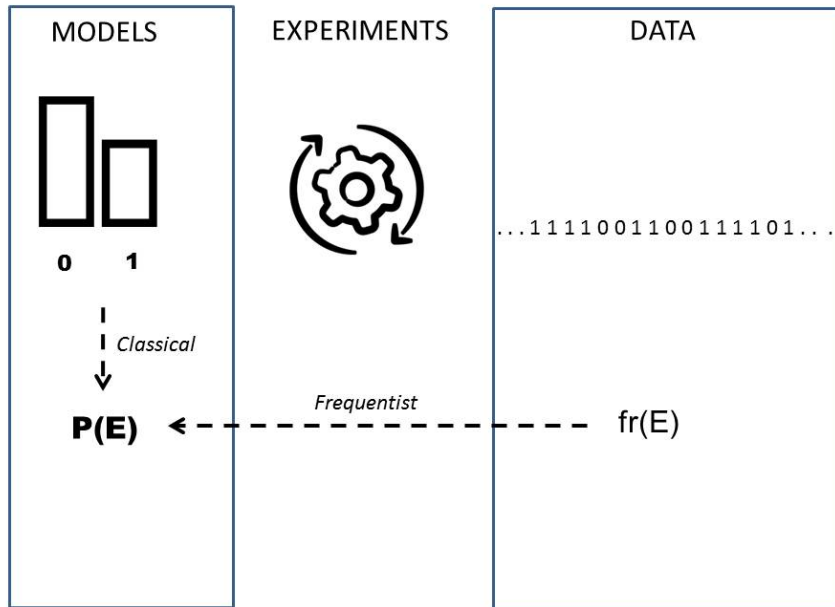 MODELS
EXPERIMENTS
DATA
...1111001100111101...
0 1
Classical
Frequentist
P(E)
fr(E)